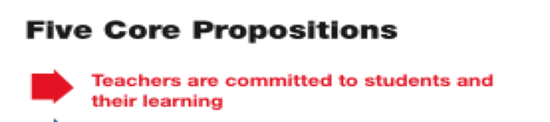 Five Core Propositions
Teachers are committed to students and
their learning